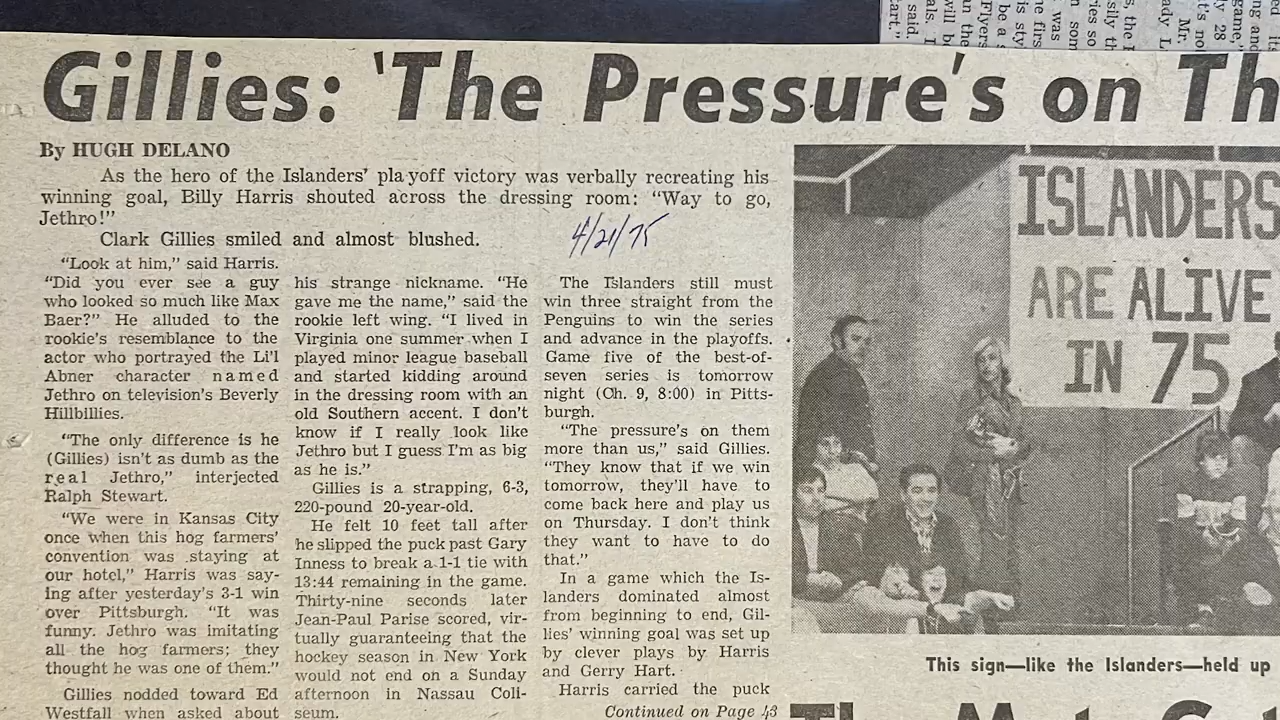 Gillies: 'The Pressure's on Th
By HUGH DELANO
As the hero of the Islanders' playoff victory was verbally recreating his
winning goal, Billy Harris shouted across the dressing room: "Way to go,
Jethro!"
Clark Gillies smiled and almost blushed.
4/21/75
"Look at him," said Harris.
"Did you ever see a guy
who looked so much like Max
Baer?" He alluded to the
rookie's resemblance to the
actor who portrayed the Li'l
Abner character named
Jethro on television's Beverly
Hillbillies.
"The only difference is he
(Gillies) isn't as dumb as the
real Jethro," interjected
Ralph Stewart.
"We were in Kansas City
once when this hog farmers'
convention was staying at
our hotel," Harris was say-
ing after yesterday's 3-1 win
over Pittsburgh. "It was
funny. Jethro was imitating
all the hog farmers; they
thought he was one of them."
Gillies nodded toward Ed
Westfall when asked about
his strange nickname. "He
gave me the name," said the
rookie left wing. "I lived in
Virginia one summer when I
played minor league baseball
and started kidding around
in the dressing room with an
old Southern accent. I don't
know if I really look like
Jethro but I guess I'm as big
as he is."
Gillies is a strapping, 6-3,
220-pound 20-year-old.
He felt 10 feet tall after
he slipped the puck past Gary
Inness to break a 1-1 tie with
13:44 remaining in the game.
Thirty-nine seconds later
Jean-Paul Parise scored, vir-
tually guaranteeing that the
hockey season in New York
would not end on a Sunday
afternoon in Nassau Coli-
seum.
The Islanders still must
win three straight from the
Penguins to win the series
and advance in the playoffs.
Game five of the best-of-
seven series is tomorrow
night (Ch. 9, 8:00) in Pitts-
burgh.
"The pressure's on them
more than us," said Gillies.
"They know that if we win
tomorrow, they'll have to
come back here and play us
on Thursday. I don't think
they want to have to do
that."
In a game which the Is-
landers dominated almost
from beginning to end, Gil-
lies' winning goal was set up
by clever plays by Harris
and Gerry Hart.
Harris carried the puck
Continued on Page 43
ISLANDERS
ARE ALIVE
IN 75
This sign—like the Islanders—held up